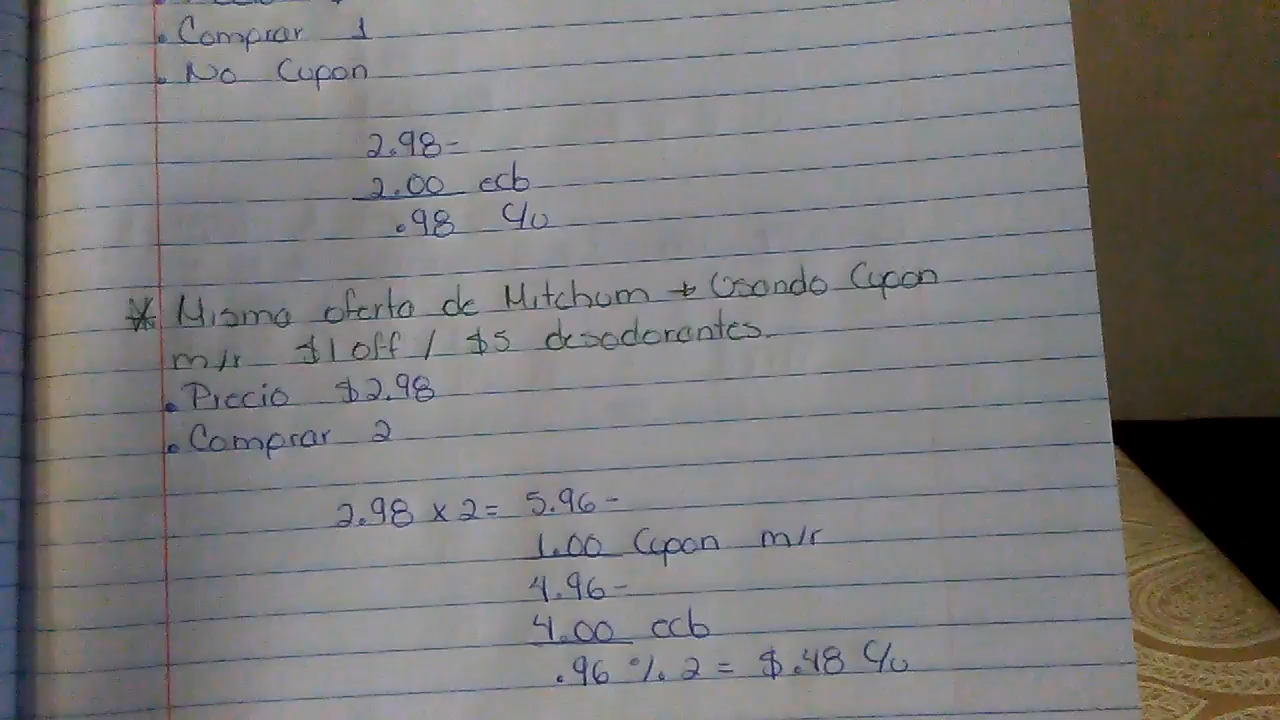 . Comprar 1
. No Cupon
2.98-
2.00 ecb
.98 c/u
* Misma oferta de Mitchum + Usando Cupon
m/r $1 off / $5 desodorantes.
. Precio $2.98
. Comprar 2
2.98 x 2 = 5.96-
1.00 Cupon m/r
4.96-
4.00 ecb
.96 % 2 = $.48 c/u